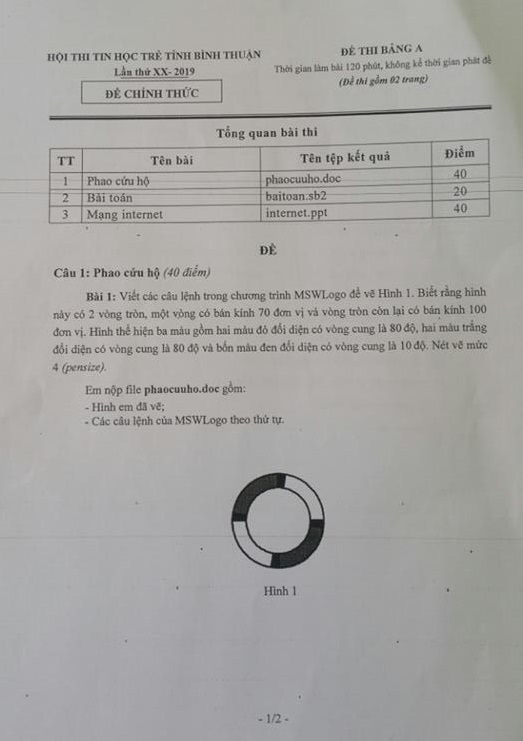 HỘI THI TIN HỌC TRẺ TỈNH BÌNH THUẬN
Lần thứ XX- 2019
ĐỀ CHÍNH THỨC
ĐỀ THI BẢNG A
Thời gian làm bài 120 phút, không kể thời gian phát đề
(Đề thi gồm 02 trang)
Tổng quan bài thi
TT Tên bài Tên tệp kết quả Điểm
1 Phao cứu hộ phaocuuho.doc 40
2 Bài toán baitoan.sb2 20
3 Mạng internet internet.ppt 40
ĐỀ
Câu 1: Phao cứu hộ (40 điểm)
Bài 1: Viết các câu lệnh trong chương trình MSWLogo để vẽ Hình 1. Biết rằng hình
này có 2 vòng tròn, một vòng có bán kính 70 đơn vị và vòng tròn còn lại có bán kính 100
đơn vị. Hình thể hiện ba màu gồm hai màu đỏ đối diện có vòng cung là 80 độ, hai màu trắng
đối diện có vòng cung là 80 độ và bốn màu đen đối diện có vòng cung là 10 độ. Nét vẽ mức
4 (pensize).
Em nộp file phaocuuho.doc gồm:
- Hình em đã vẽ;
- Các câu lệnh của MSWLogo theo thứ tự.
Hình 1
- 1/2 -